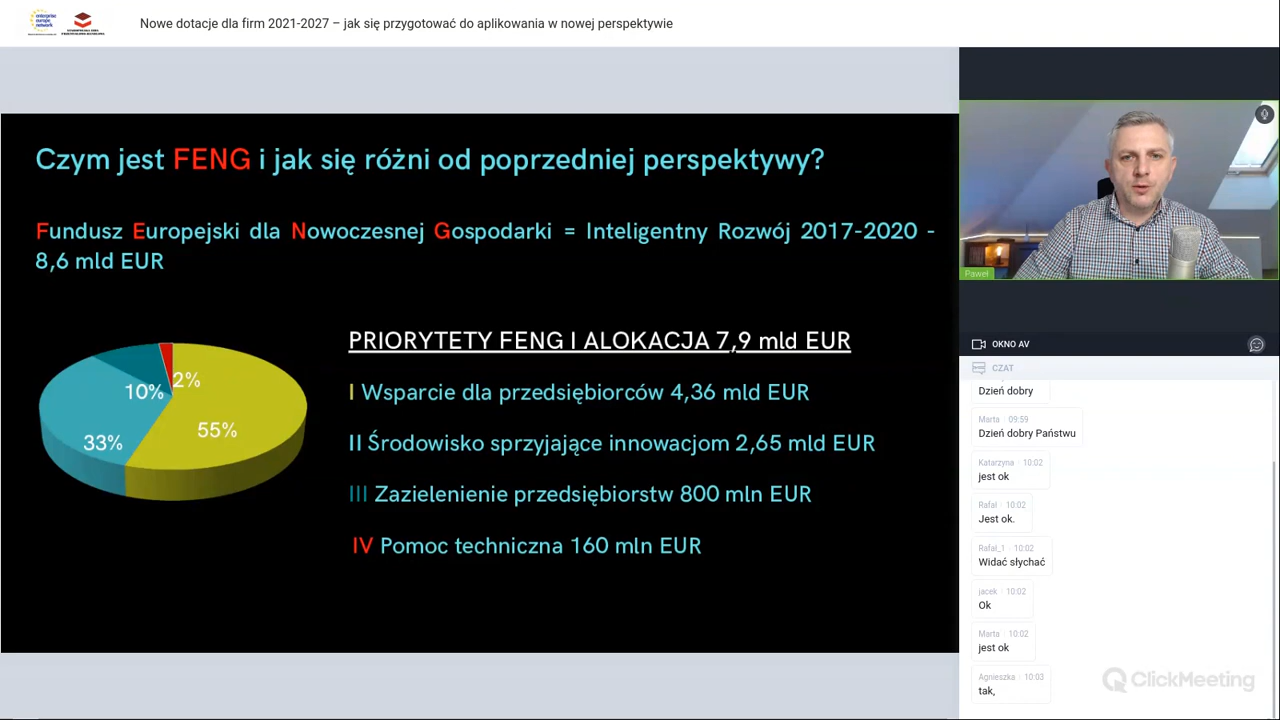 enterprise
europe
network
Nowe dotacje dla firm 2021-2027 – jak się przygotować do aplikowania w nowej perspektywie
Czym jest FENG i jak się różni od poprzedniej perspektywy?
Fundusz Europejski dla Nowoczesnej Gospodarki = Inteligentny Rozwój 2017-2020 -
8,6 mld EUR
PRIORYTETY FENG I ALOKACJA 7,9 mld EUR
I Wsparcie dla przedsiębiorców 4,36 mld EUR
II Środowisko sprzyjające innowacjom 2,65 mld EUR
III Zazielenienie przedsiębiorstw 800 mln EUR
IV Pomoc techniczna 160 mln EUR
2%
10%
55%
33%
Paweł
OKNO AV
CZAT
Dzień dobry
Marta 09:59
Dzień dobry Państwu
Katarzyna 10:02
jest ok
Rafał 10:02
Jest ok.
Rafał_1 10:02
Widać słychać
jacek 10:02
Ok
Marta 10:02
jest ok
Agnieszka 10:03
tak,
ClickMeeting